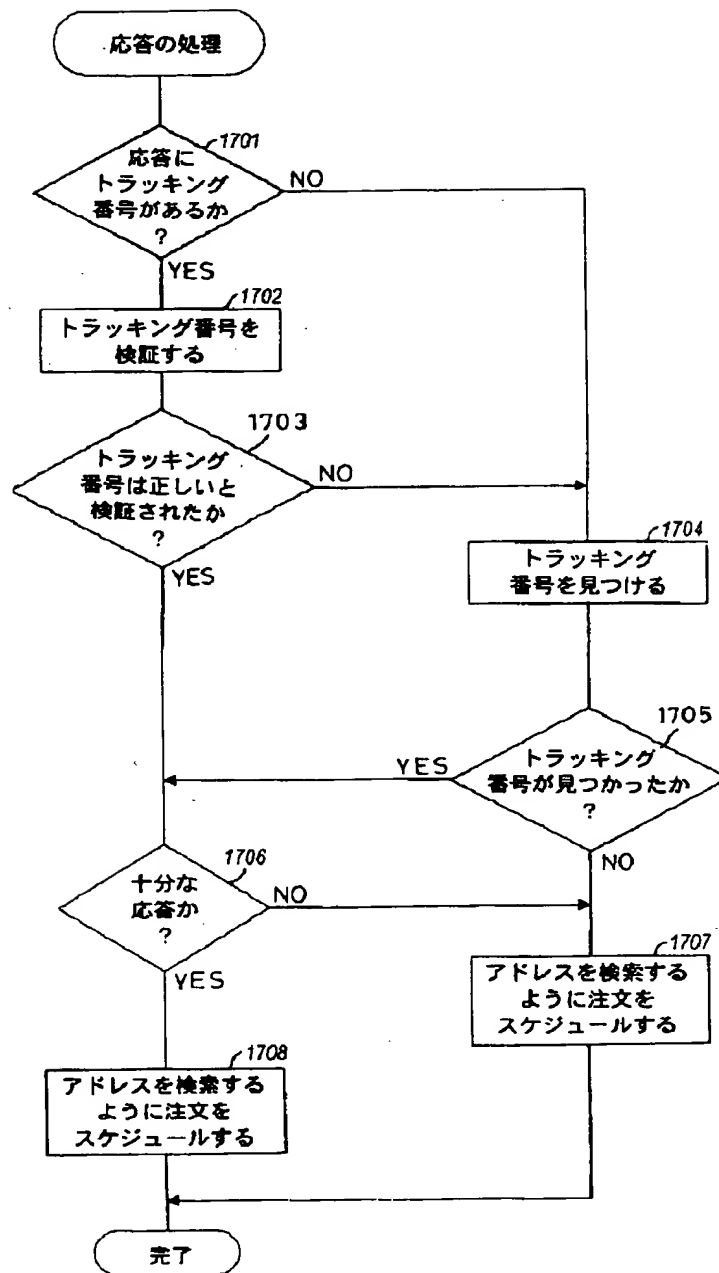 応答の処理
1701
応答に
トラッキング
番号があるか
?
NO
YES
1702
トラッキング番号を
検証する
1703
トラッキング
番号は正しいと
検証されたか
?
NO
YES
1704
トラッキング
番号を見つける
1705
トラッキング
番号が見つかったか
?
YES
NO
1706
十分な
応答か
?
NO
YES
1707
アドレスを検索する
ように注文を
スケジュールする
1708
アドレスを検索する
ように注文を
スケジュールする
完了